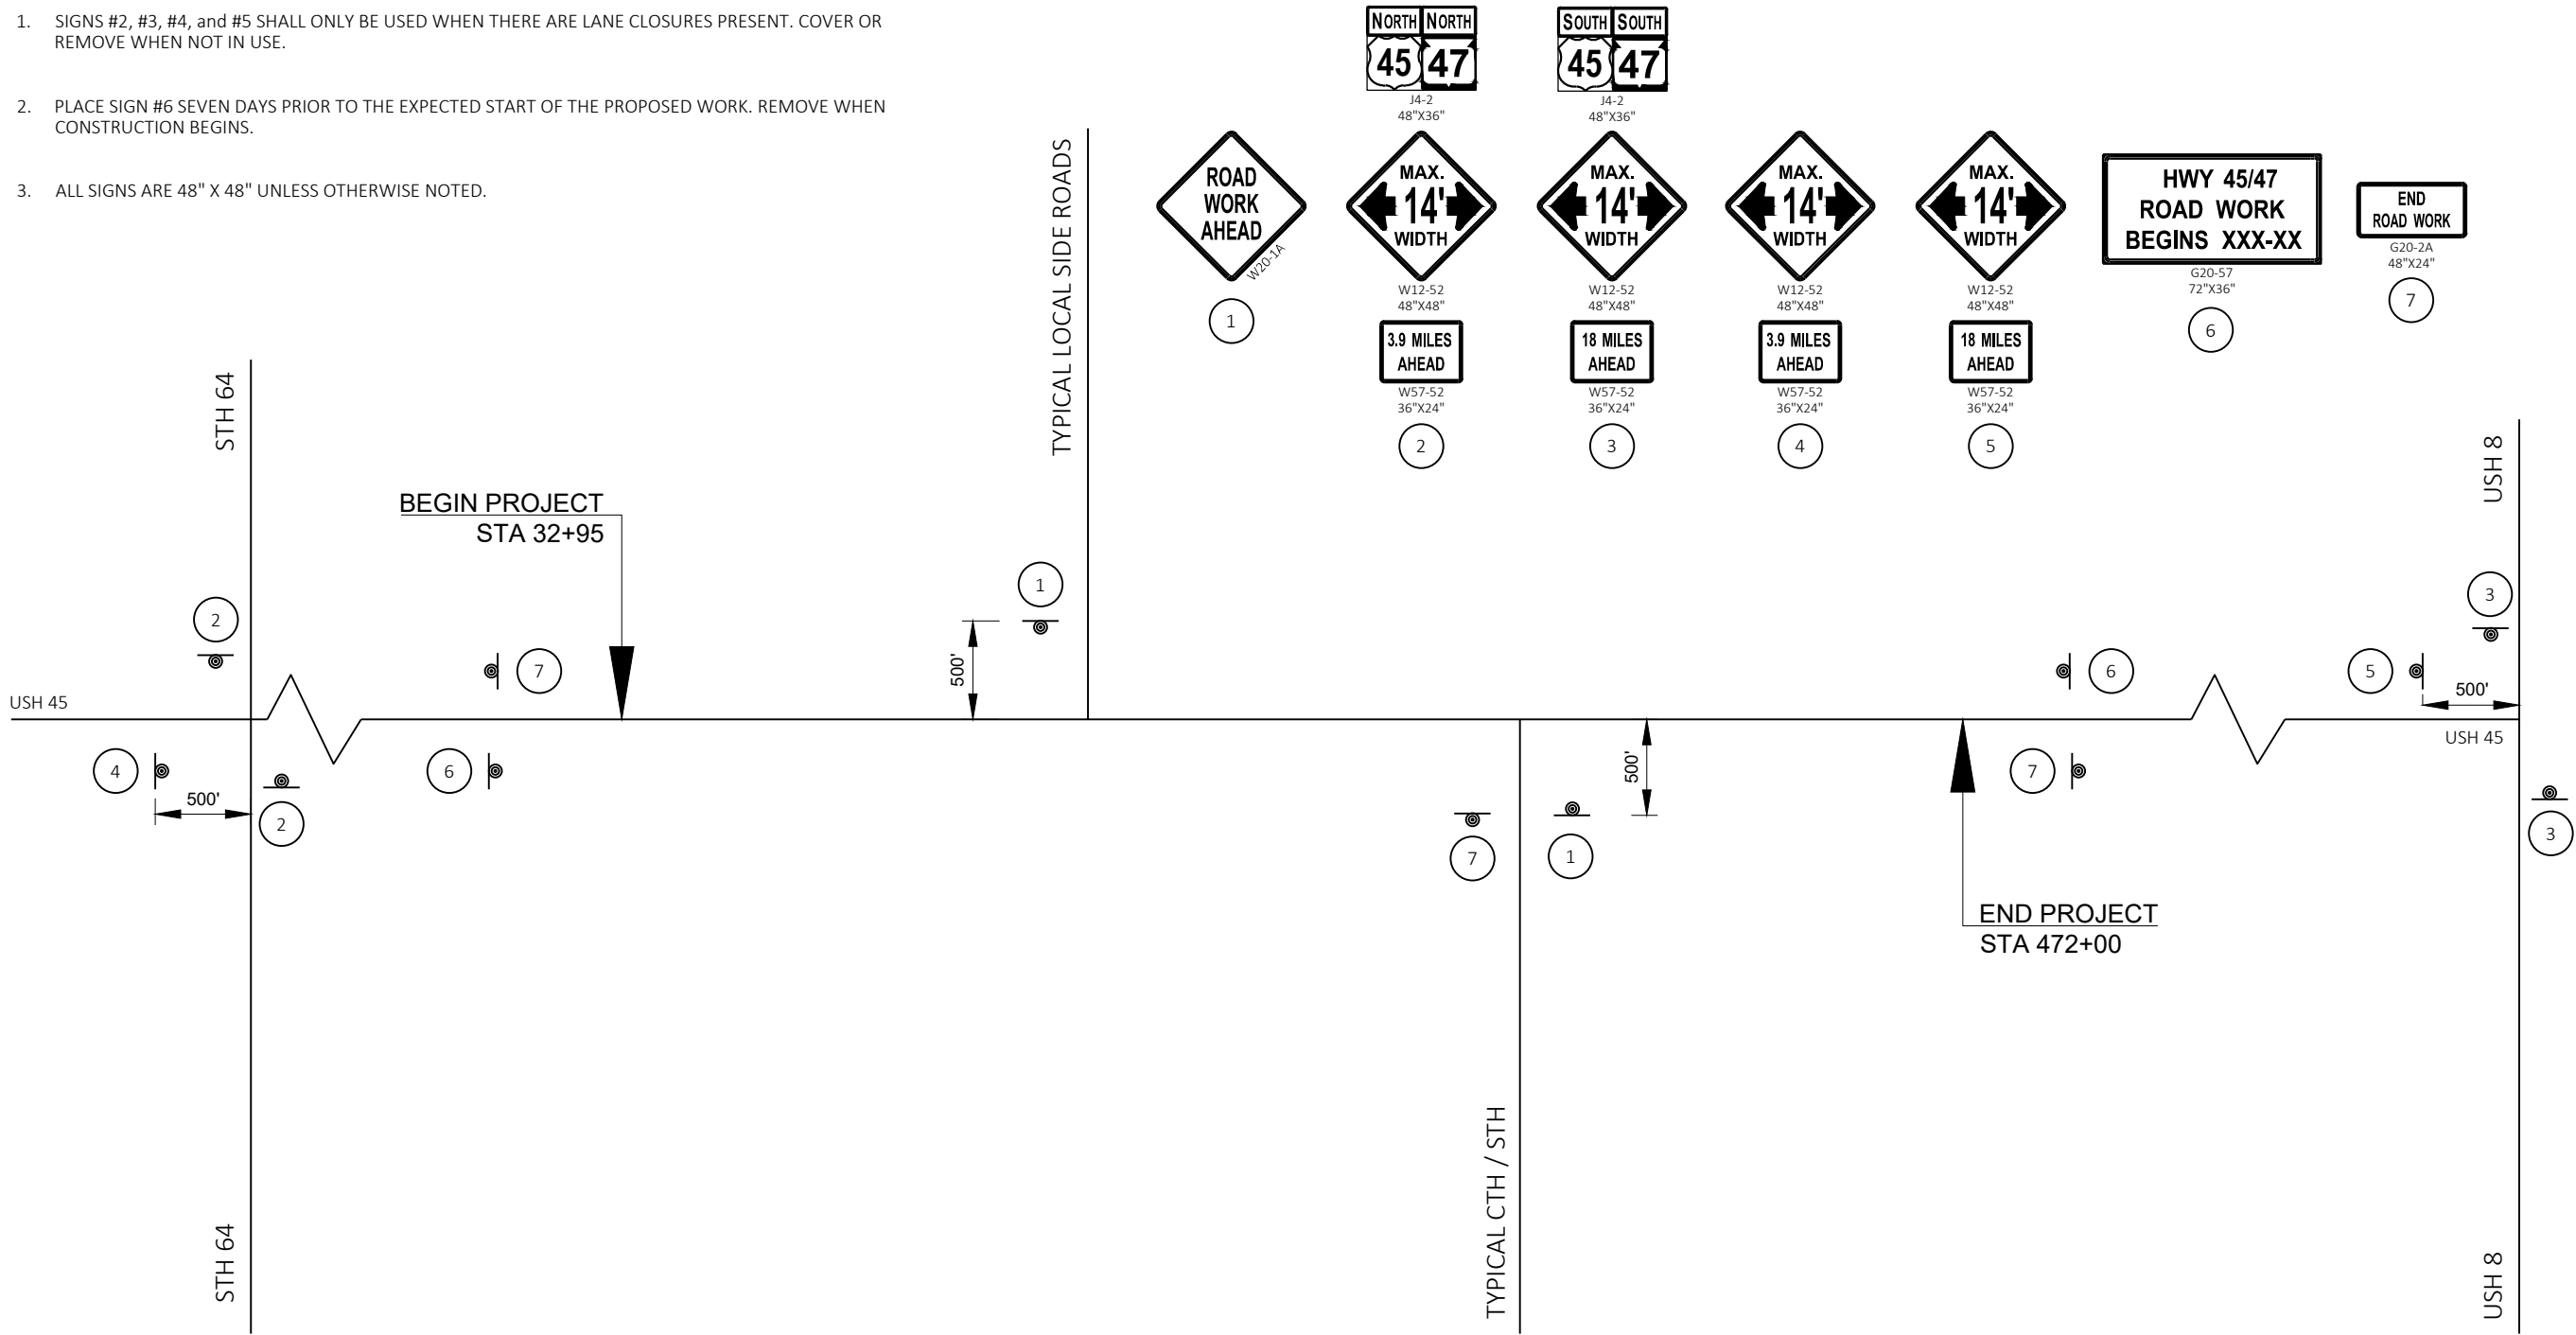 1. SIGNS #2, #3, #4, and #5 SHALL ONLY BE USED WHEN THERE ARE LANE CLOSURES PRESENT. COVER OR
REMOVE WHEN NOT IN USE.
2. PLACE SIGN #6 SEVEN DAYS PRIOR TO THE EXPECTED START OF THE PROPOSED WORK. REMOVE WHEN
CONSTRUCTION BEGINS.
3. ALL SIGNS ARE 48" X 48" UNLESS OTHERWISE NOTED.
ROAD
WORK
AHEAD
W20-1A
1
NORTH NORTH
45 47
J4-2
48"X36"
MAX.
14'
WIDTH
W12-52
48"X48"
3.9 MILES
AHEAD
W57-52
36"X24"
2
SOUTH SOUTH
45 47
J4-2
48"X36"
MAX.
14'
WIDTH
W12-52
48"X48"
18 MILES
AHEAD
W57-52
36"X24"
3
MAX.
14'
WIDTH
W12-52
48"X48"
3.9 MILES
AHEAD
W57-52
36"X24"
4
MAX.
14'
WIDTH
W12-52
48"X48"
18 MILES
AHEAD
W57-52
36"X24"
5
HWY 45/47
ROAD WORK
BEGINS XXX-XX
G20-57
72"X36"
6
END
ROAD WORK
G20-2A
48"X24"
7
STH 64
TYPICAL LOCAL SIDE ROADS
USH 8
BEGIN PROJECT
STA 32+95
2
7
1
500'
6
5
3
500'
USH 45
USH 45
4
500'
2
6
7
1
500'
7
3
END PROJECT
STA 472+00
STH 64
TYPICAL CTH / STH
USH 8